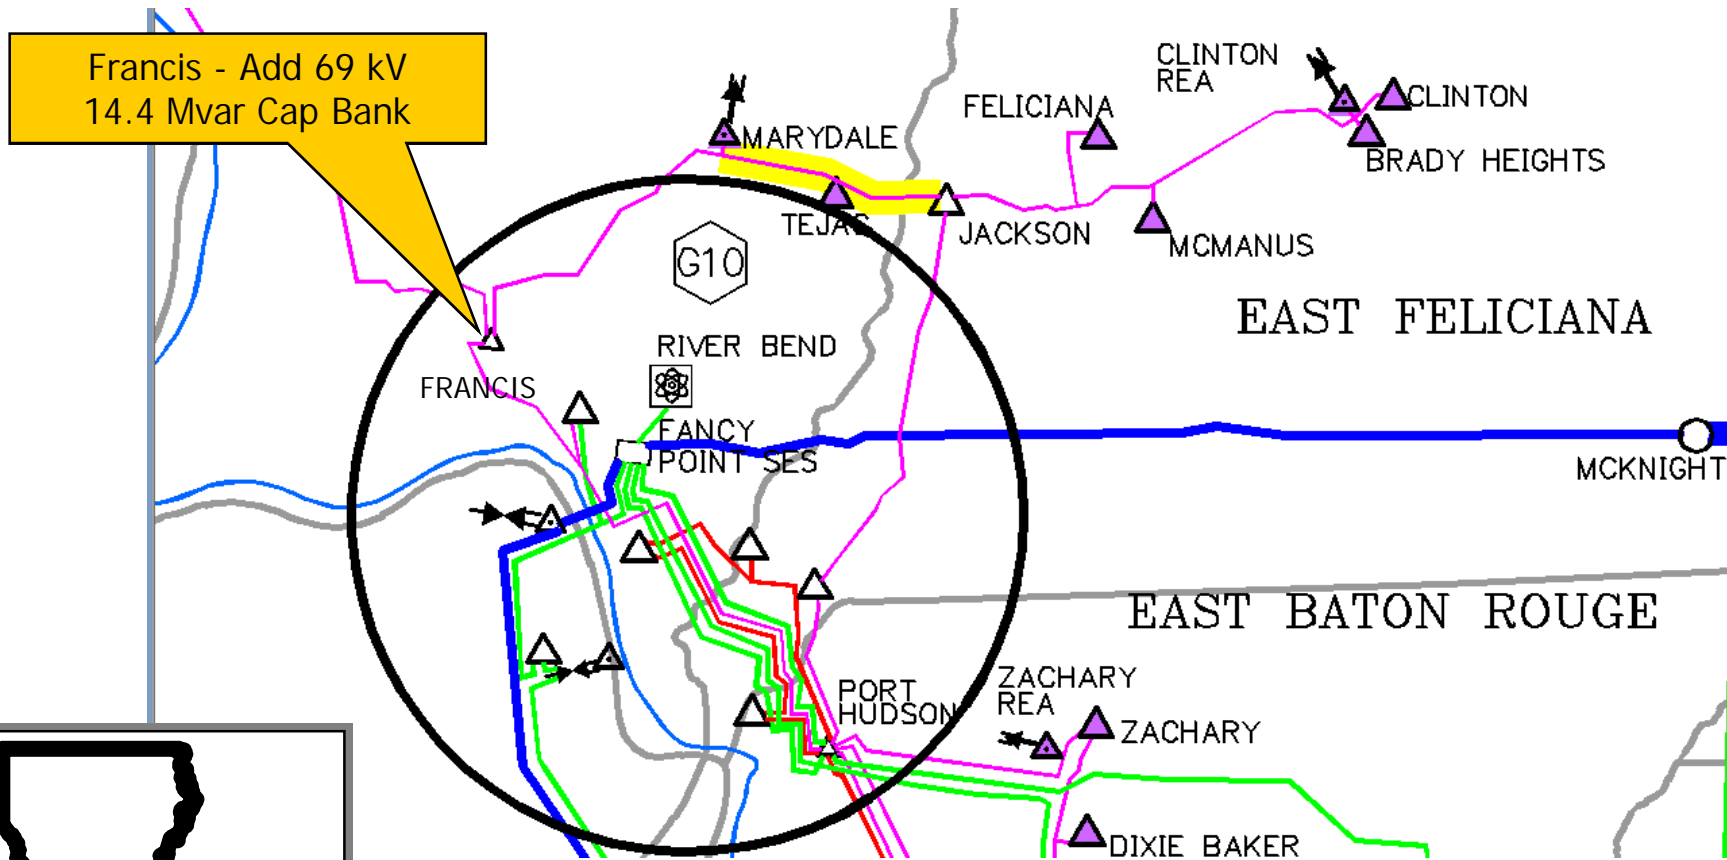 Francis - Add 69 kV
14.4 Mvar Cap Bank
CLINTON
REA
CLINTON
FELICIANA
MARYDALE
BRADY HEIGHTS
TEJAS
JACKSON
MCMANUS
G10
EAST FELICIANA
RIVER BEND
FRANCIS
FANCY
POINT SES
MCKNIGHT
EAST BATON ROUGE
ZACHARY
REA
PORT
HUDSON
ZACHARY
DIXIE BAKER